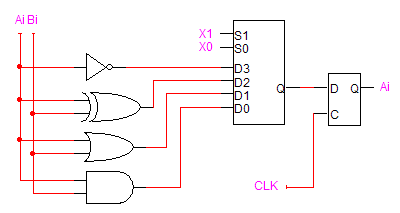 Ai Bi
X1 S1
X0 S0
D3
D2
Q D Q Ai
D1
D0
C
CLK